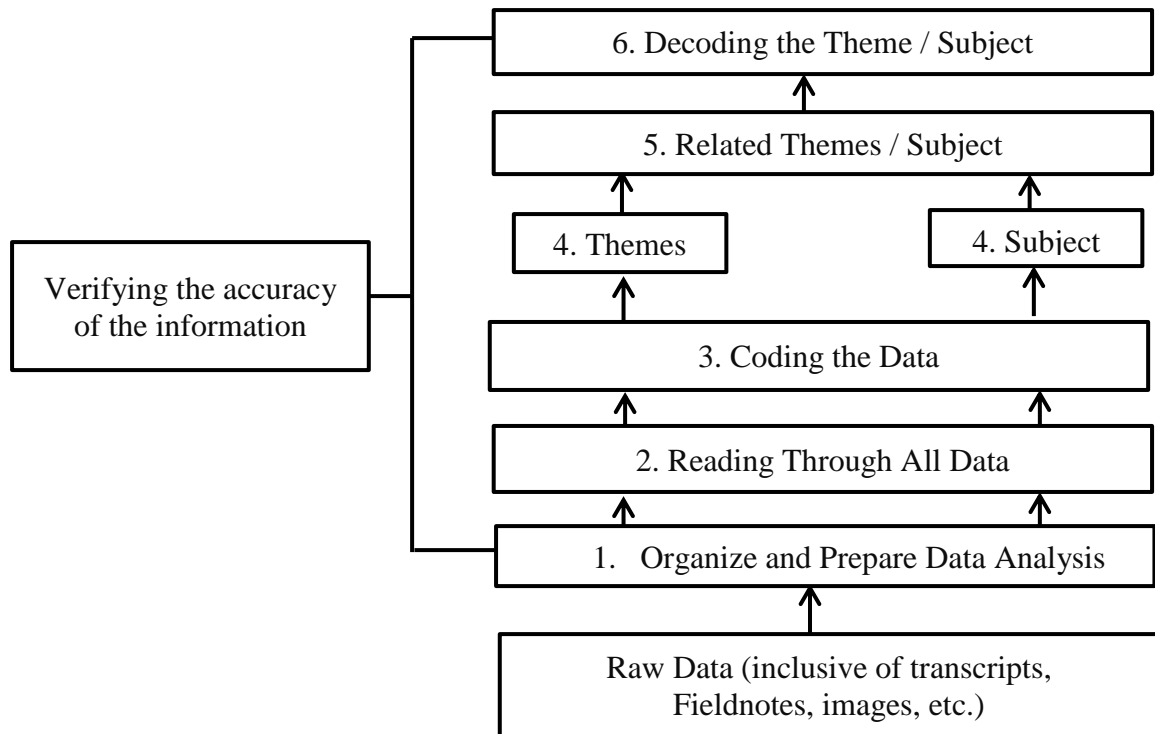 6. Decoding the Theme / Subject
5. Related Themes / Subject
4. Themes
4. Subject
Verifying the accuracy
of the information
3. Coding the Data
2. Reading Through All Data
1. Organize and Prepare Data Analysis
Raw Data (inclusive of transcripts,
Fieldnotes, images, etc.)